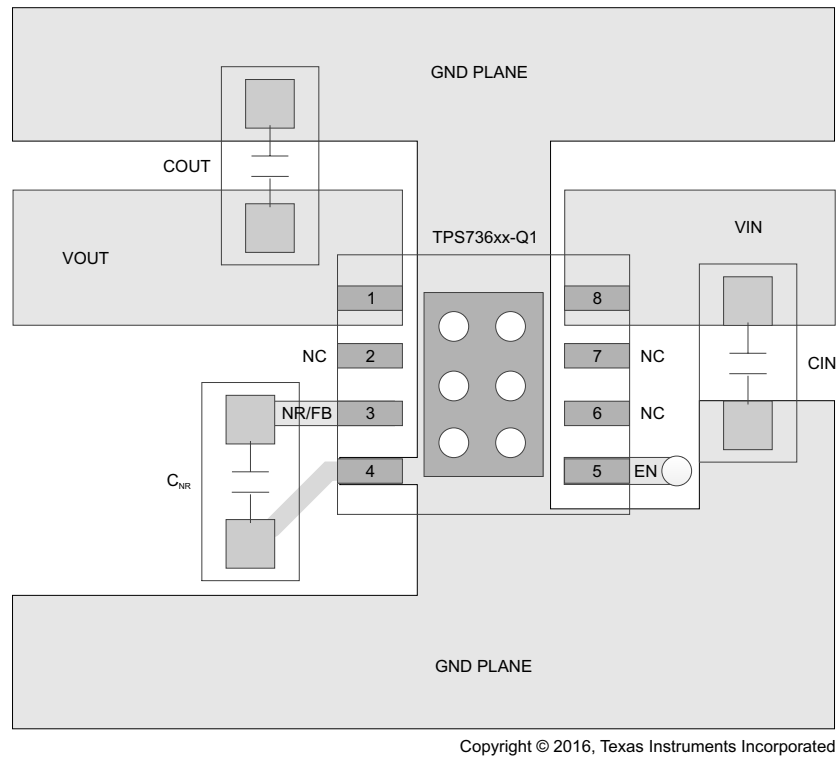 GND PLANE
COUT
VIN
TPS736xx-Q1
VOUT
1
8
NC
2
7
NC
CIN
NR/FB
3
6
NC
4
5
EN
CNR
GND PLANE
Copyright © 2016, Texas Instruments Incorporated